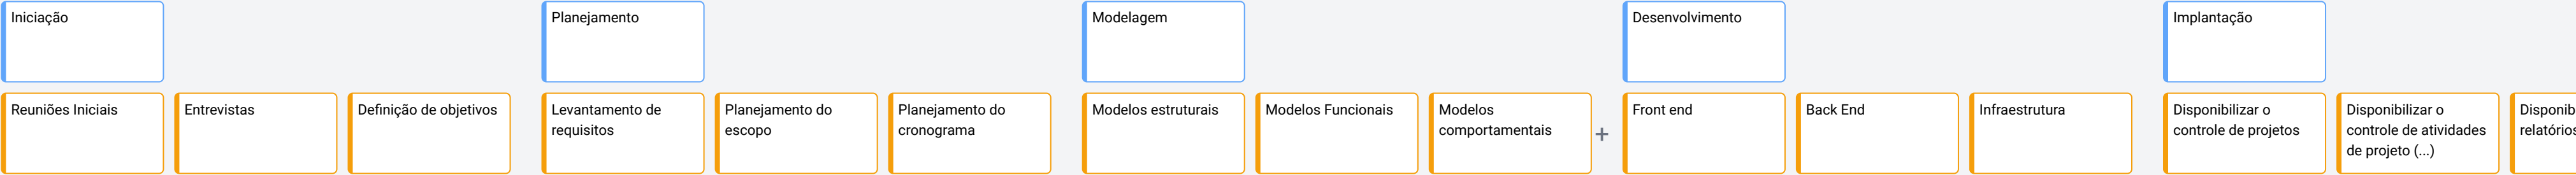 Iniciação
Planejamento
Modelagem
Desenvolvimento
Implantação
Reuniões Iniciais
Entrevistas
Definição de objetivos
Levantamento de
requisitos
Planejamento do
escopo
Planejamento do
cronograma
Modelos estruturais
Modelos Funcionais
Modelos
comportamentais
+
Front end
Back End
Infraestrutura
Disponibilizar o
controle de projetos
Disponibilizar o
controle de atividades
de projeto (...)